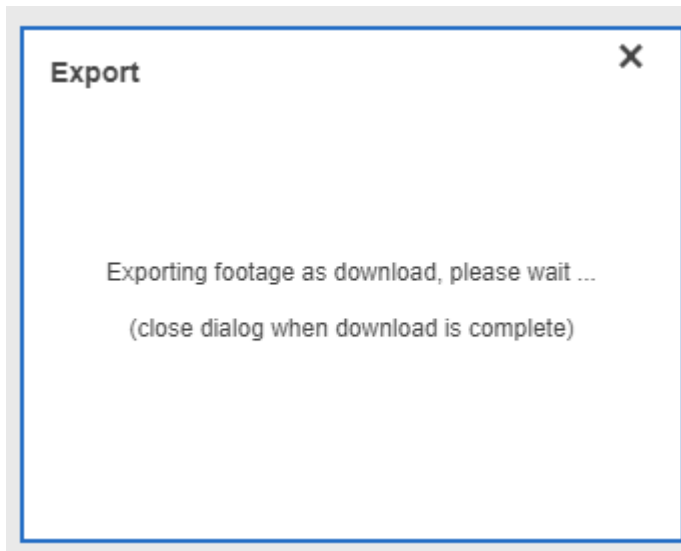 Export
Exporting footage as download, please wait ...
(close dialog when download is complete)